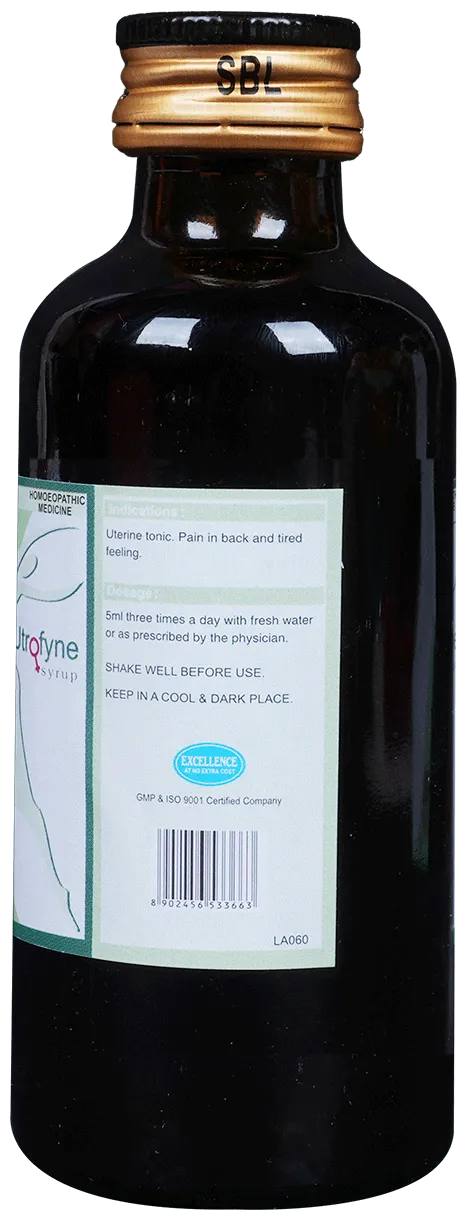 SBL
HOMOEOPATHIC
MEDICINE
Utrofyne
syrup
Indications :
Uterine tonic. Pain in back and tired
feeling.
Dosage :
5ml three times a day with fresh water
or as prescribed by the physician.
SHAKE WELL BEFORE USE.
KEEP IN A COOL & DARK PLACE.
EXCELLENCE
AT NO EXTRA COST
GMP & ISO 9001 Certified Company
8 902456 533663
LA060